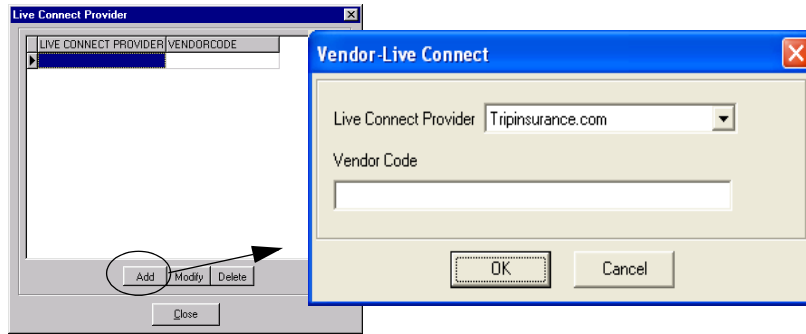 Live Connect Provider
LIVE CONNECT PROVIDER VENDORCODE
Add Modify Delete
Close
Vendor-Live Connect
Live Connect Provider Tripinsurance.com
Vendor Code
OK Cancel